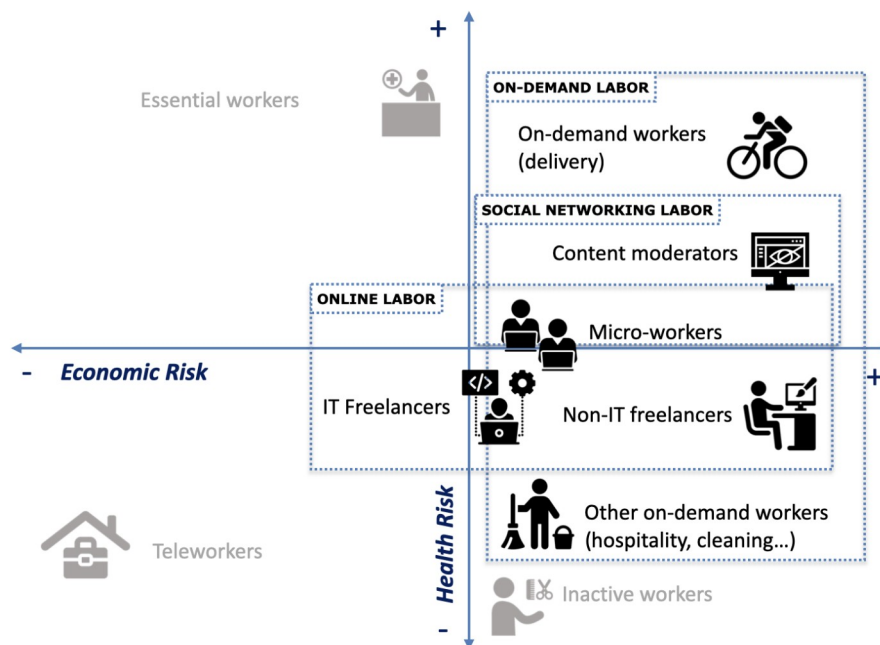 +
Essential workers
ON-DEMAND LABOR
On-demand workers
(delivery)
SOCIAL NETWORKING LABOR
Content moderators
ONLINE LABOR
Micro-workers
- Economic Risk
+
</>
IT Freelancers
Non-IT freelancers
Health Risk
Other on-demand workers
(hospitality, cleaning...)
Teleworkers
Inactive workers
-